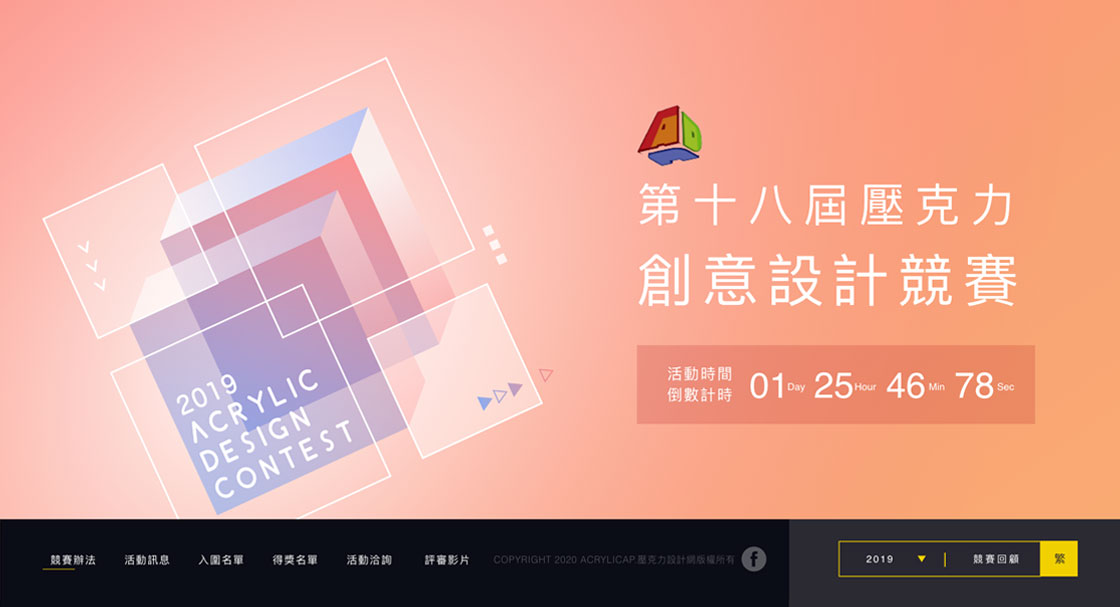 第十八屆壓克力
創意設計競賽
活動時間
倒數計時
01 Day 25 Hour 46 Min 78 Sec
2019
ACRYLIC
DESIGN
CONTEST
競賽辦法 活動訊息 入圍名單 得獎名單 活動洽詢 評審影片 COPYRIGHT 2020 ACRYLICAP.壓克力設計網版權所有 f 2019 競賽回顧 繁